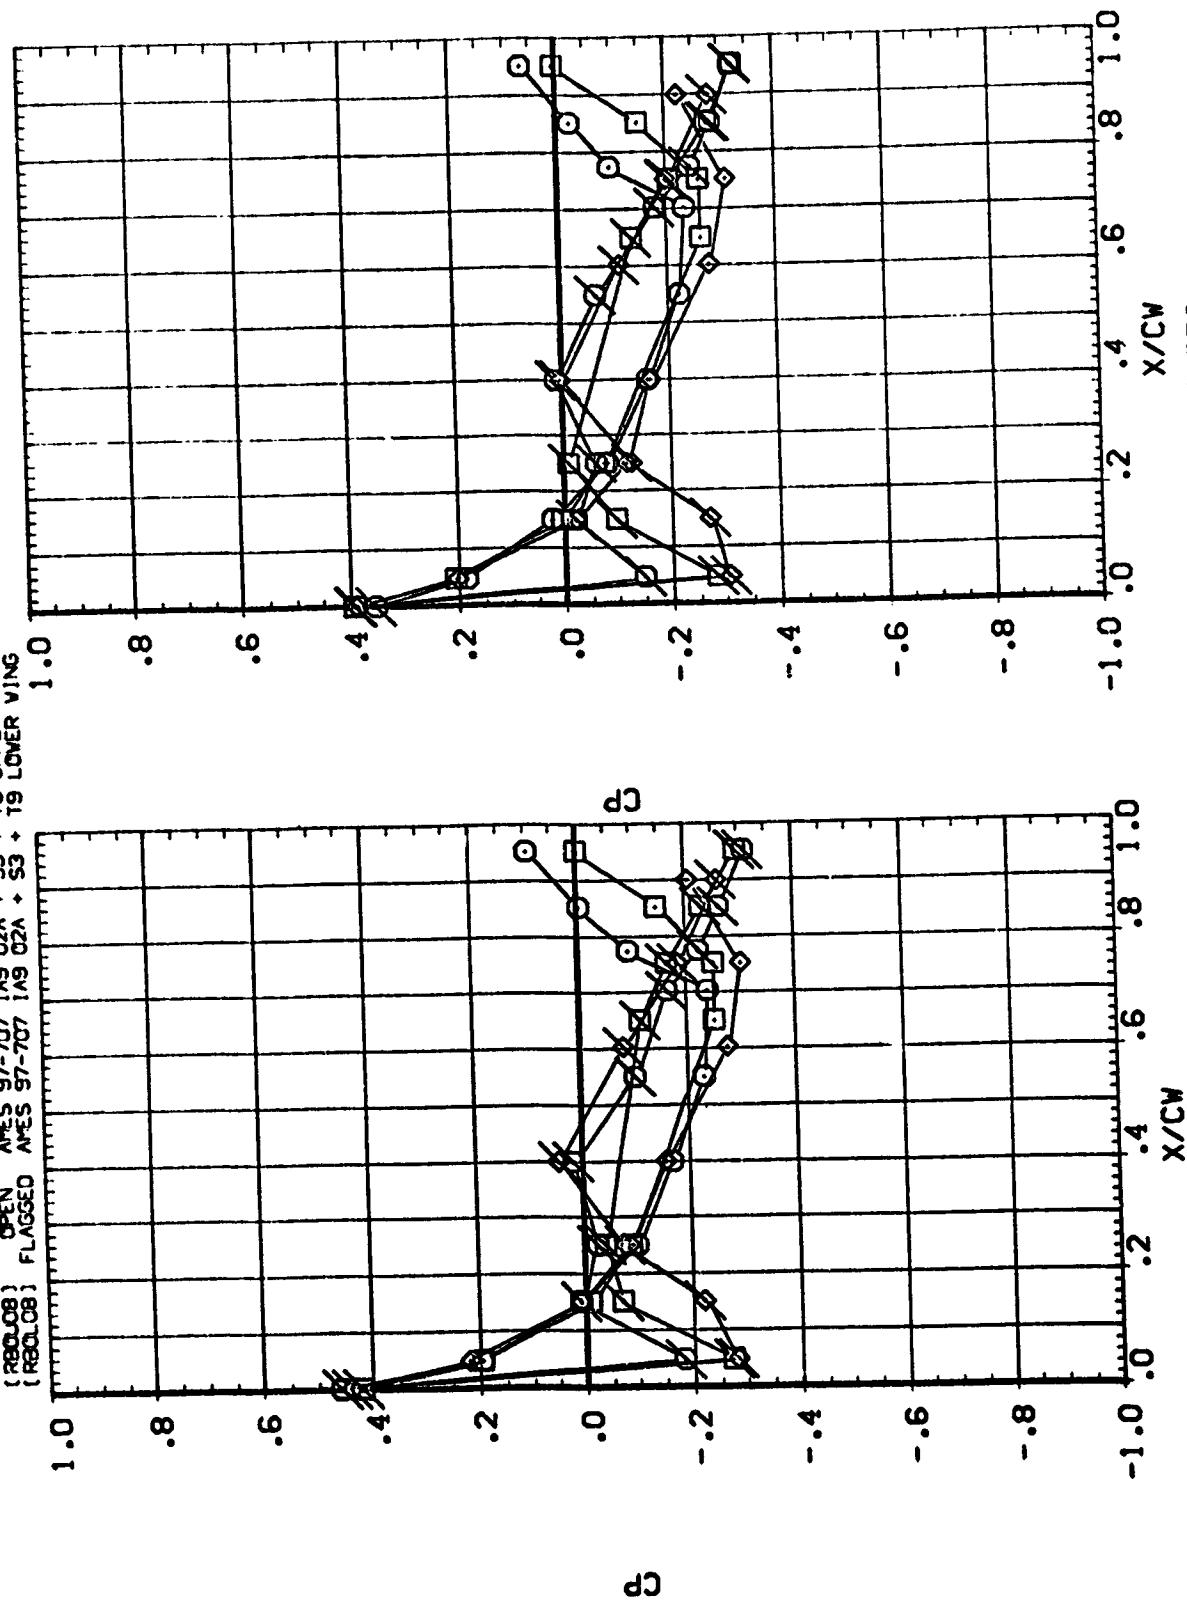 (RBOL08) OPEN AMES 97-707 IA9 O2A + S3
(RBOL08) FLAGGED AMES 97-707 IA9 O2A + S3 + T9 LOWER WING
1.0
.8
.6
.4
.2
.0
-.2
-.4
-.6
-.8
-1.0
CP
.0 .2 .4 .6 .8 1.0
X/CW
1.0
.8
.6
.4
.2
.0
-.2
-.4
-.6
-.8
-1.0
CP
.0 .2 .4 .6 .8 1.0
X/CW